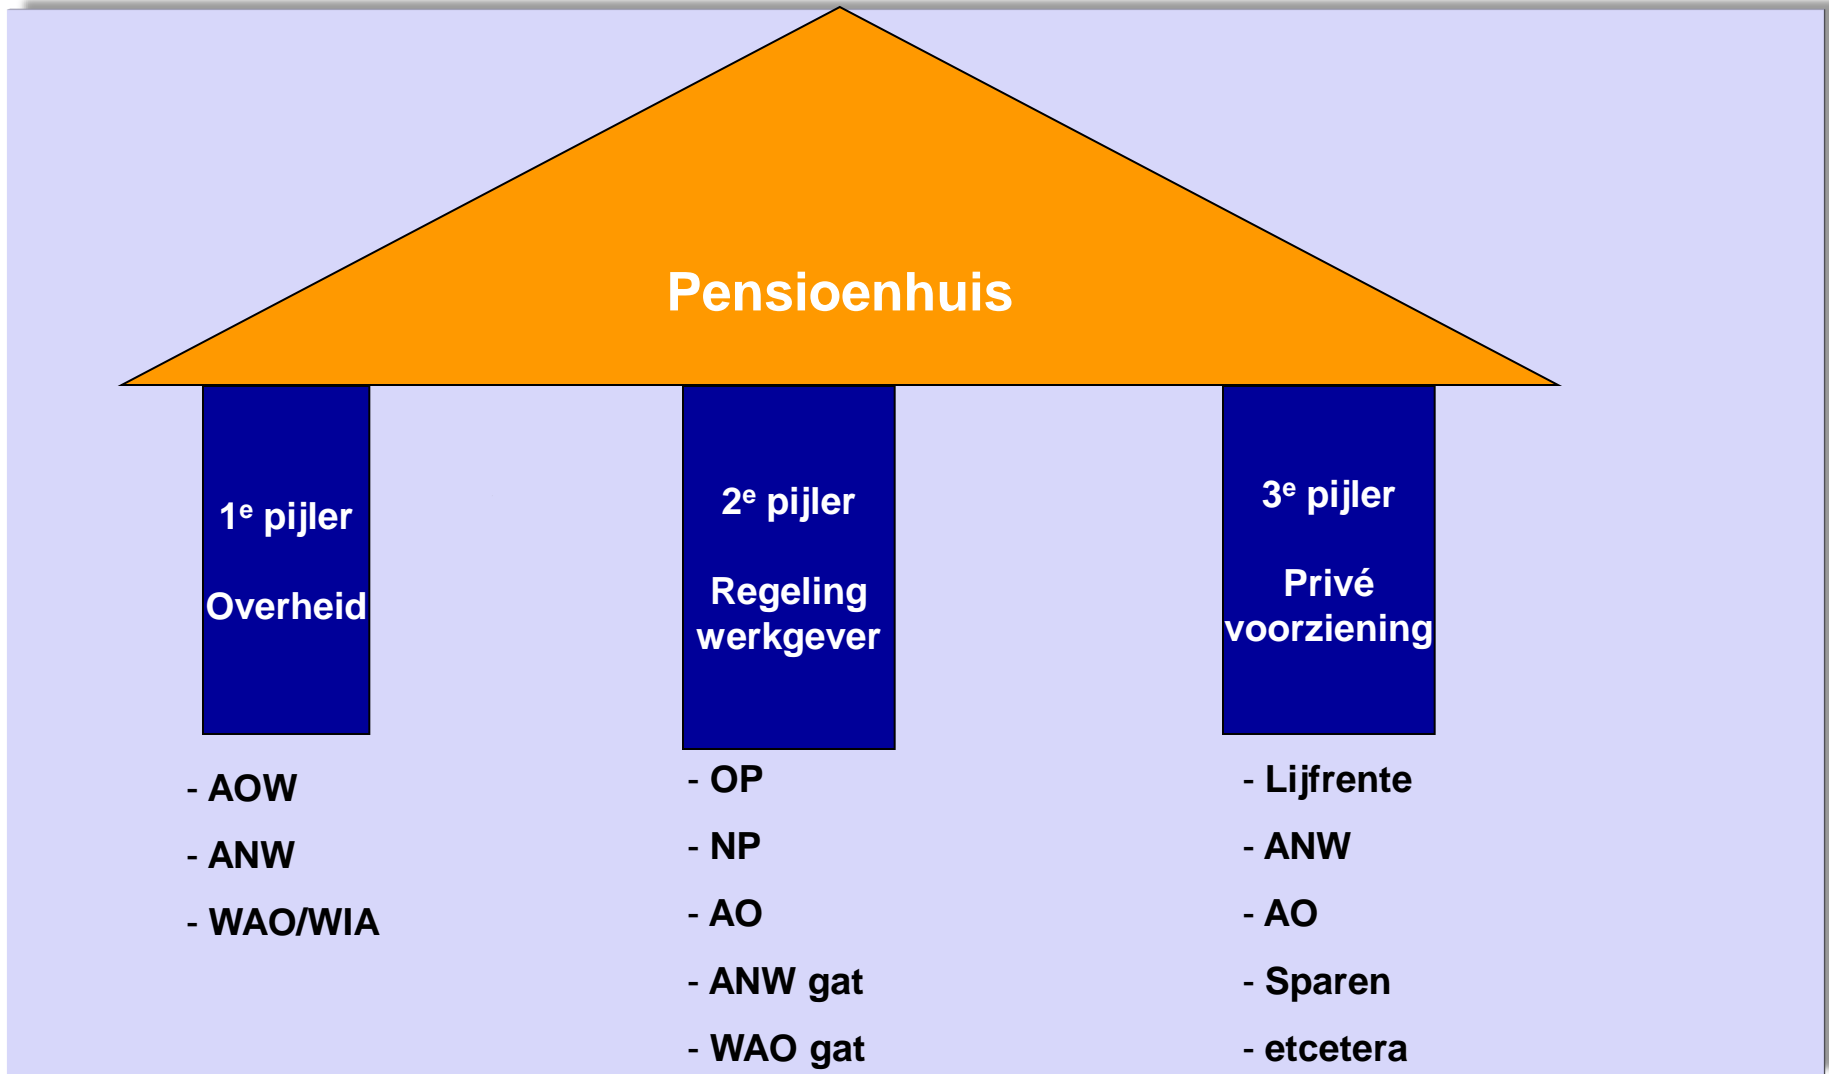 Pensioenhuis
1e pijler
Overheid
- AOW
- ANW
- WAO/WIA
2e pijler
Regeling
werkgever
- OP
- NP
- AO
- ANW gat
- WAO gat
3e pijler
Privé
voorziening
- Lijfrente
- ANW
- AO
- Sparen
- etcetera